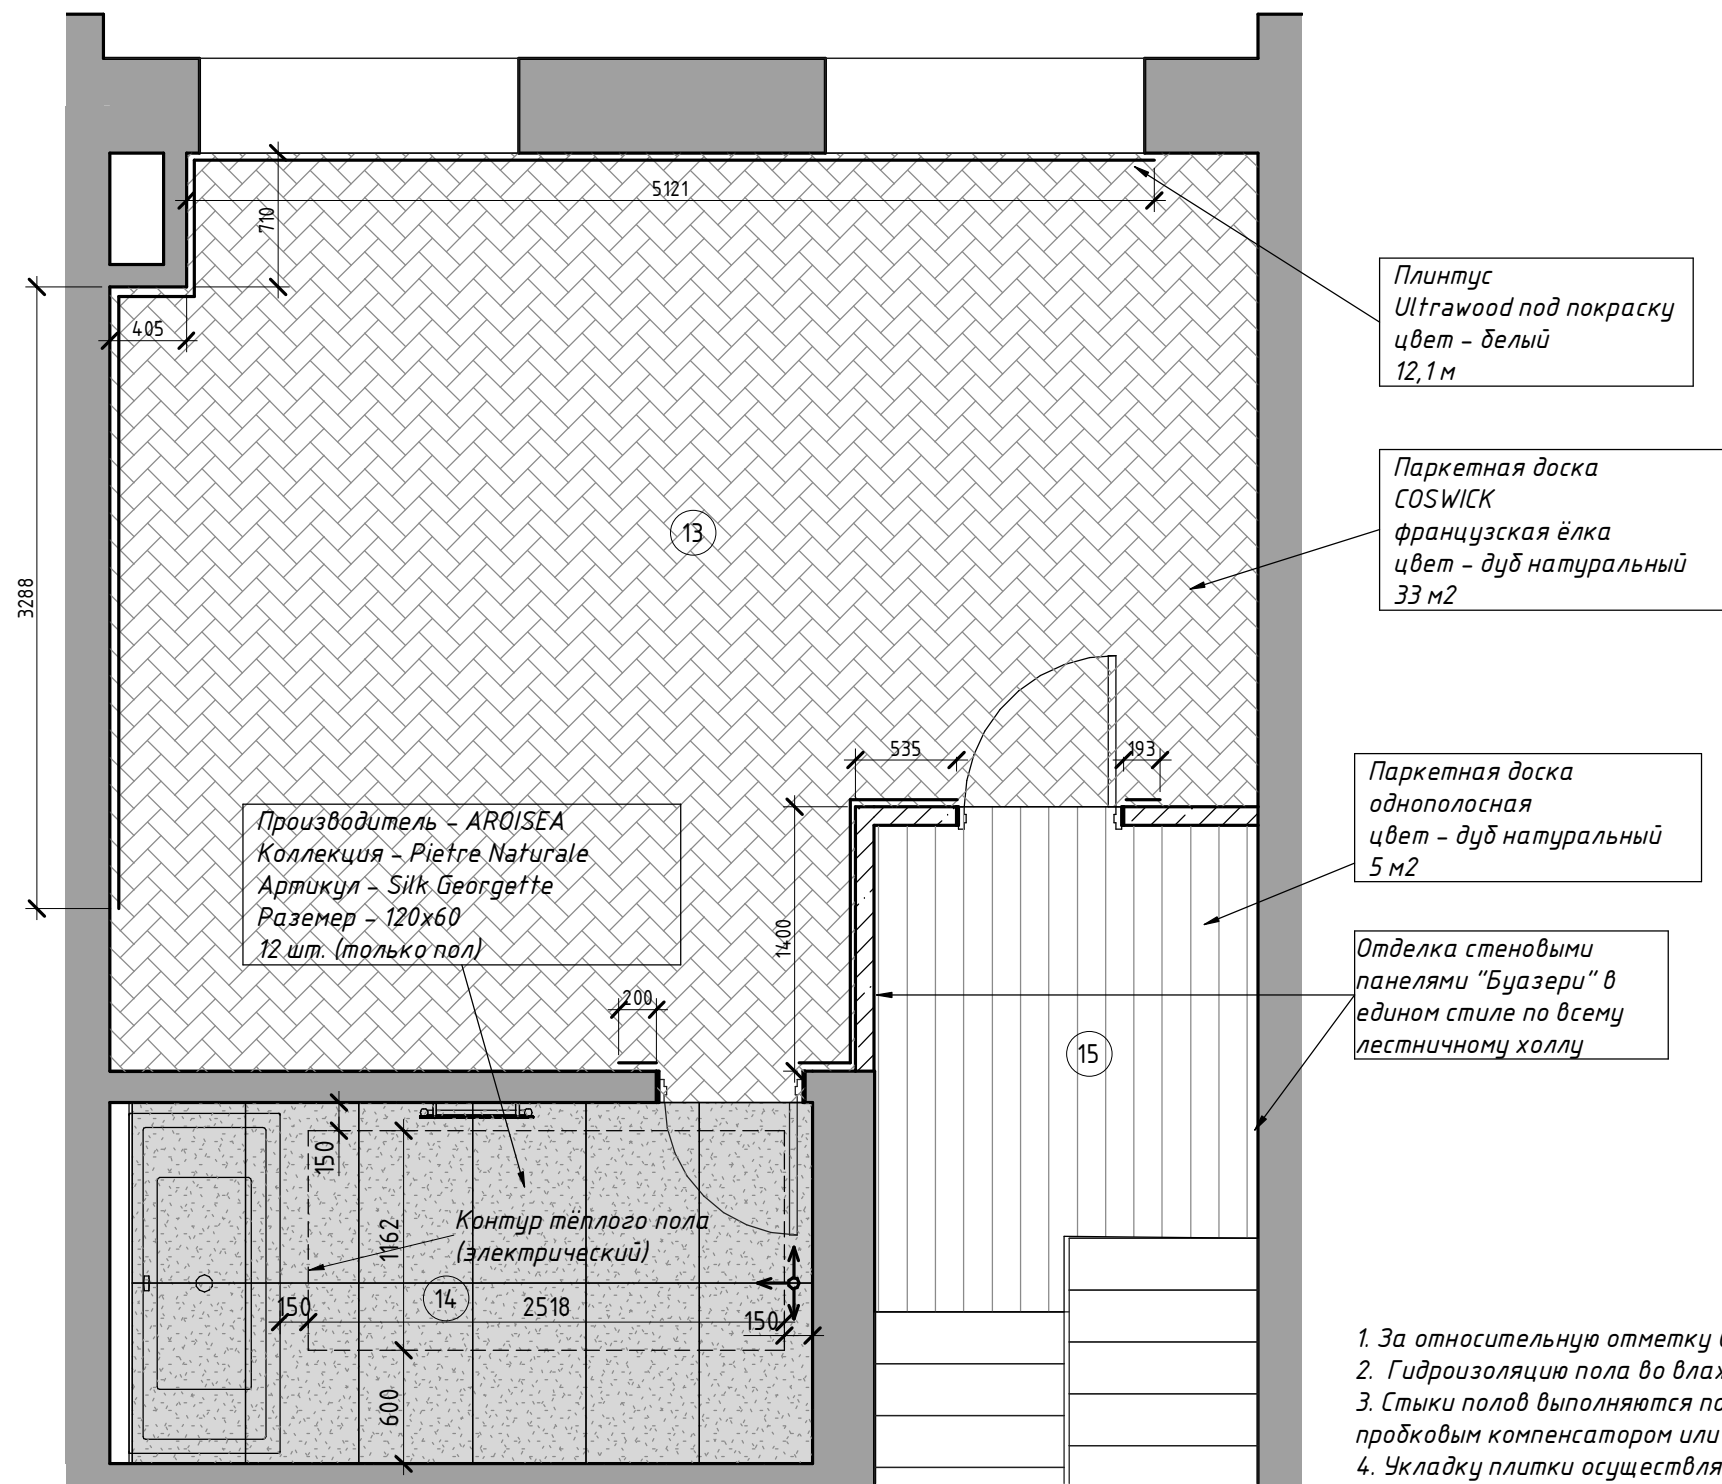 5121
710
405
3288
13
Плинтус
Ultrawood под покраску
цвет - белый
12,1 м
Паркетная доска
COSWICK
французская ёлка
цвет - дуб натуральный
33 м2
535
193
Паркетная доска
однополосная
цвет - дуб натуральный
5 м2
Производитель - AROISEA
Коллекция - Pietre Naturale
Артикул - Silk Georgette
Раземер - 120х60
12 шт. (только пол)
1400
200
Отделка стеновыми
панелями "Буазери" в
едином стиле по всему
лестничному холлу
15
150
1162
Контур тёплого пола
(электрический)
14
150
2518
150
600
1. За относительную отметку
2. Гидроизоляцию пола во
3. Стыки полов выполняются
пробковым компенсатором или
4. Укладку плитки